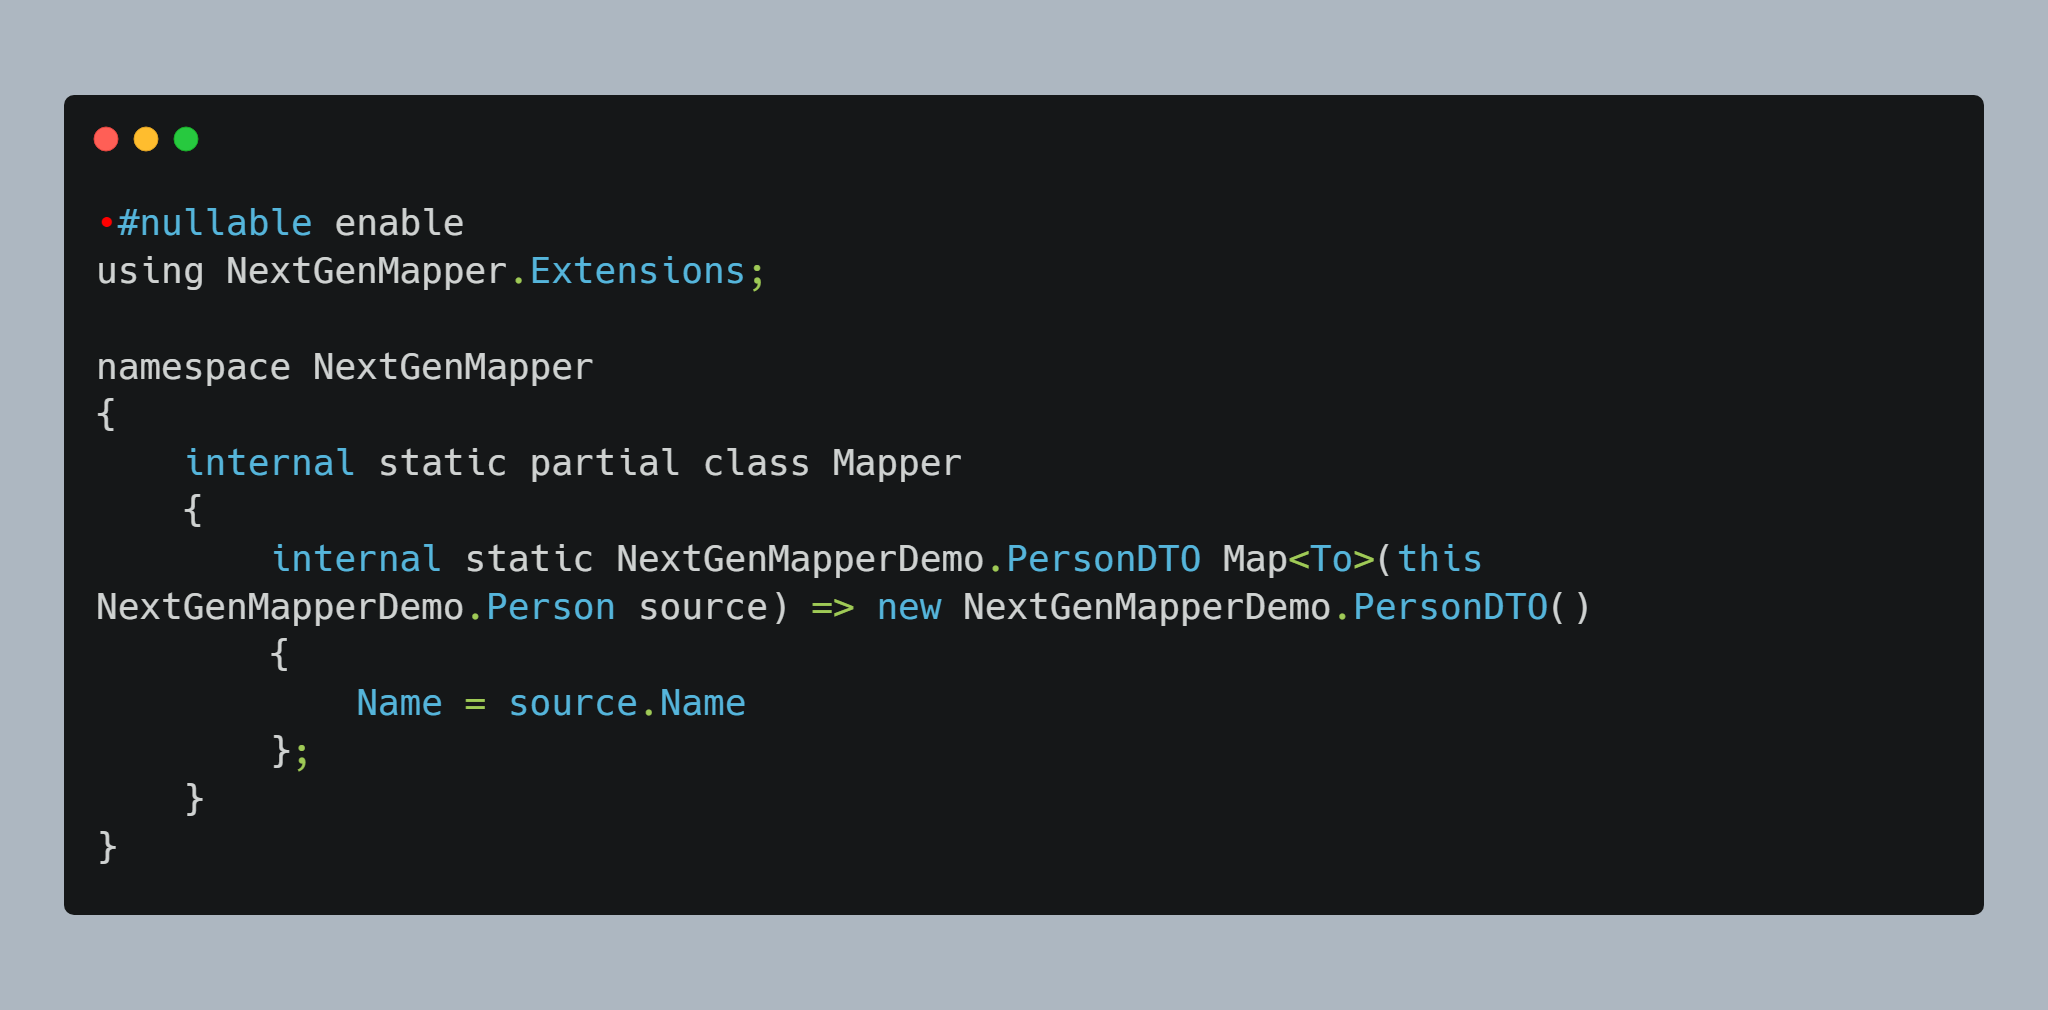 •#nullable enable
using NextGenMapper.Extensions;

namespace NextGenMapper
{
    internal static partial class Mapper
    {
        internal static NextGenMapperDemo.PersonDTO Map<To>(this
NextGenMapperDemo.Person source) => new NextGenMapperDemo.PersonDTO()
        {
            Name = source.Name
        };
    }
}